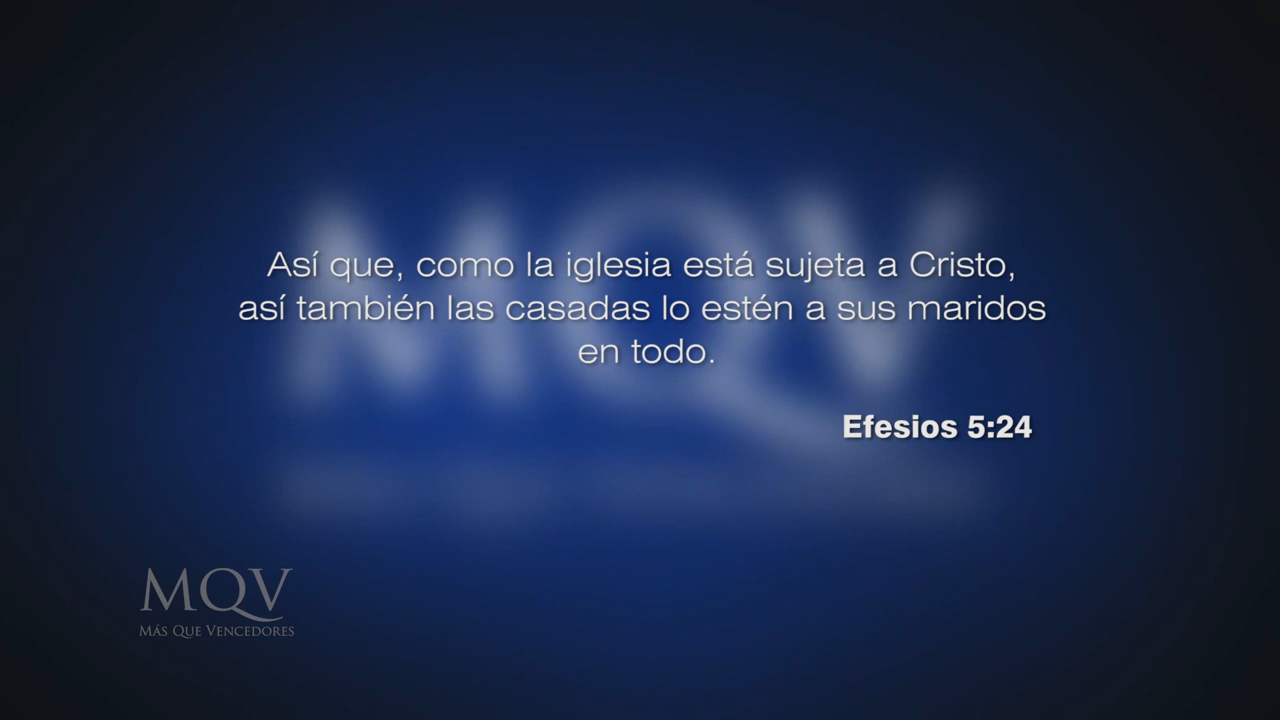 Así que, como la iglesia está sujeta a Cristo,
así también las casadas lo estén a sus maridos
en todo.
Efesios 5:24
MQV
MQV
MÁS QUE VENCEDORES